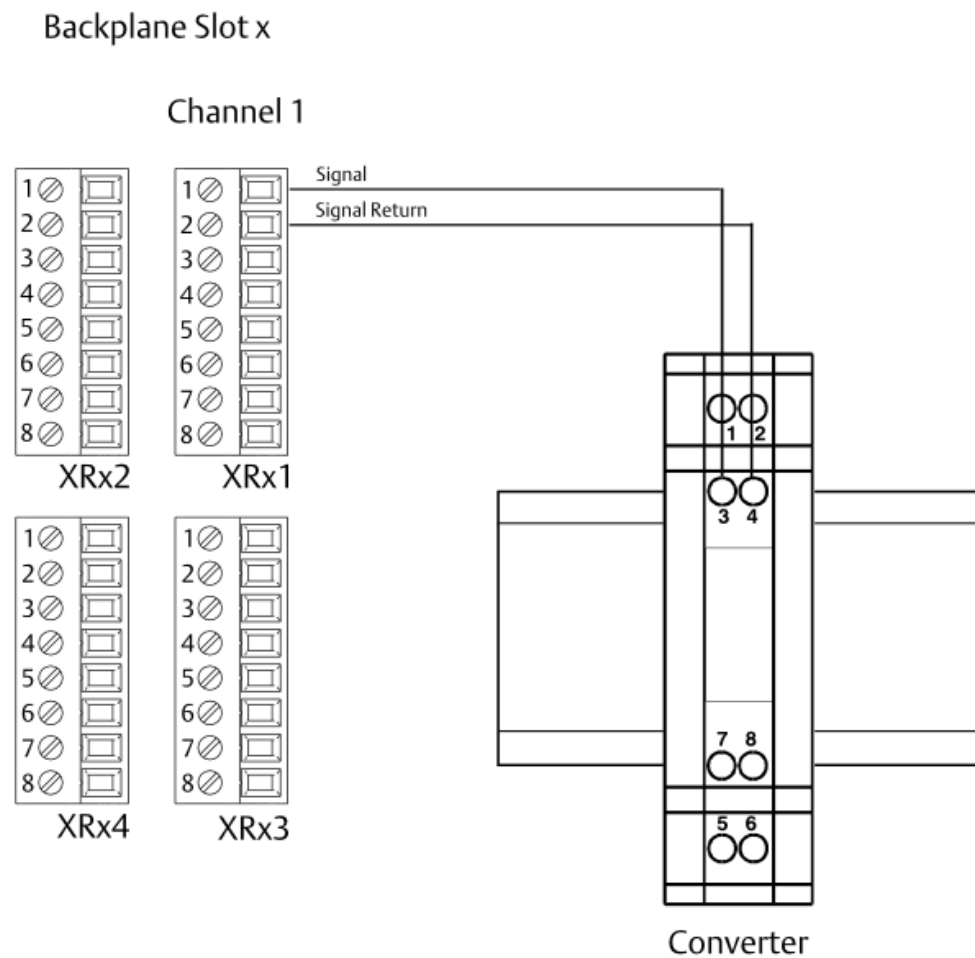 Backplane Slot x
Channel 1
Signal
Signal Return
1 1
2 2
3 3
4 4
5 5
6 6
7 7
8 8
XRx2 XRx1
1 2
3 4
1 1
2 2
3 3
4 4
5 5
6 6
7 7
8 8
XRx4 XRx3
7 8
5 6
Converter